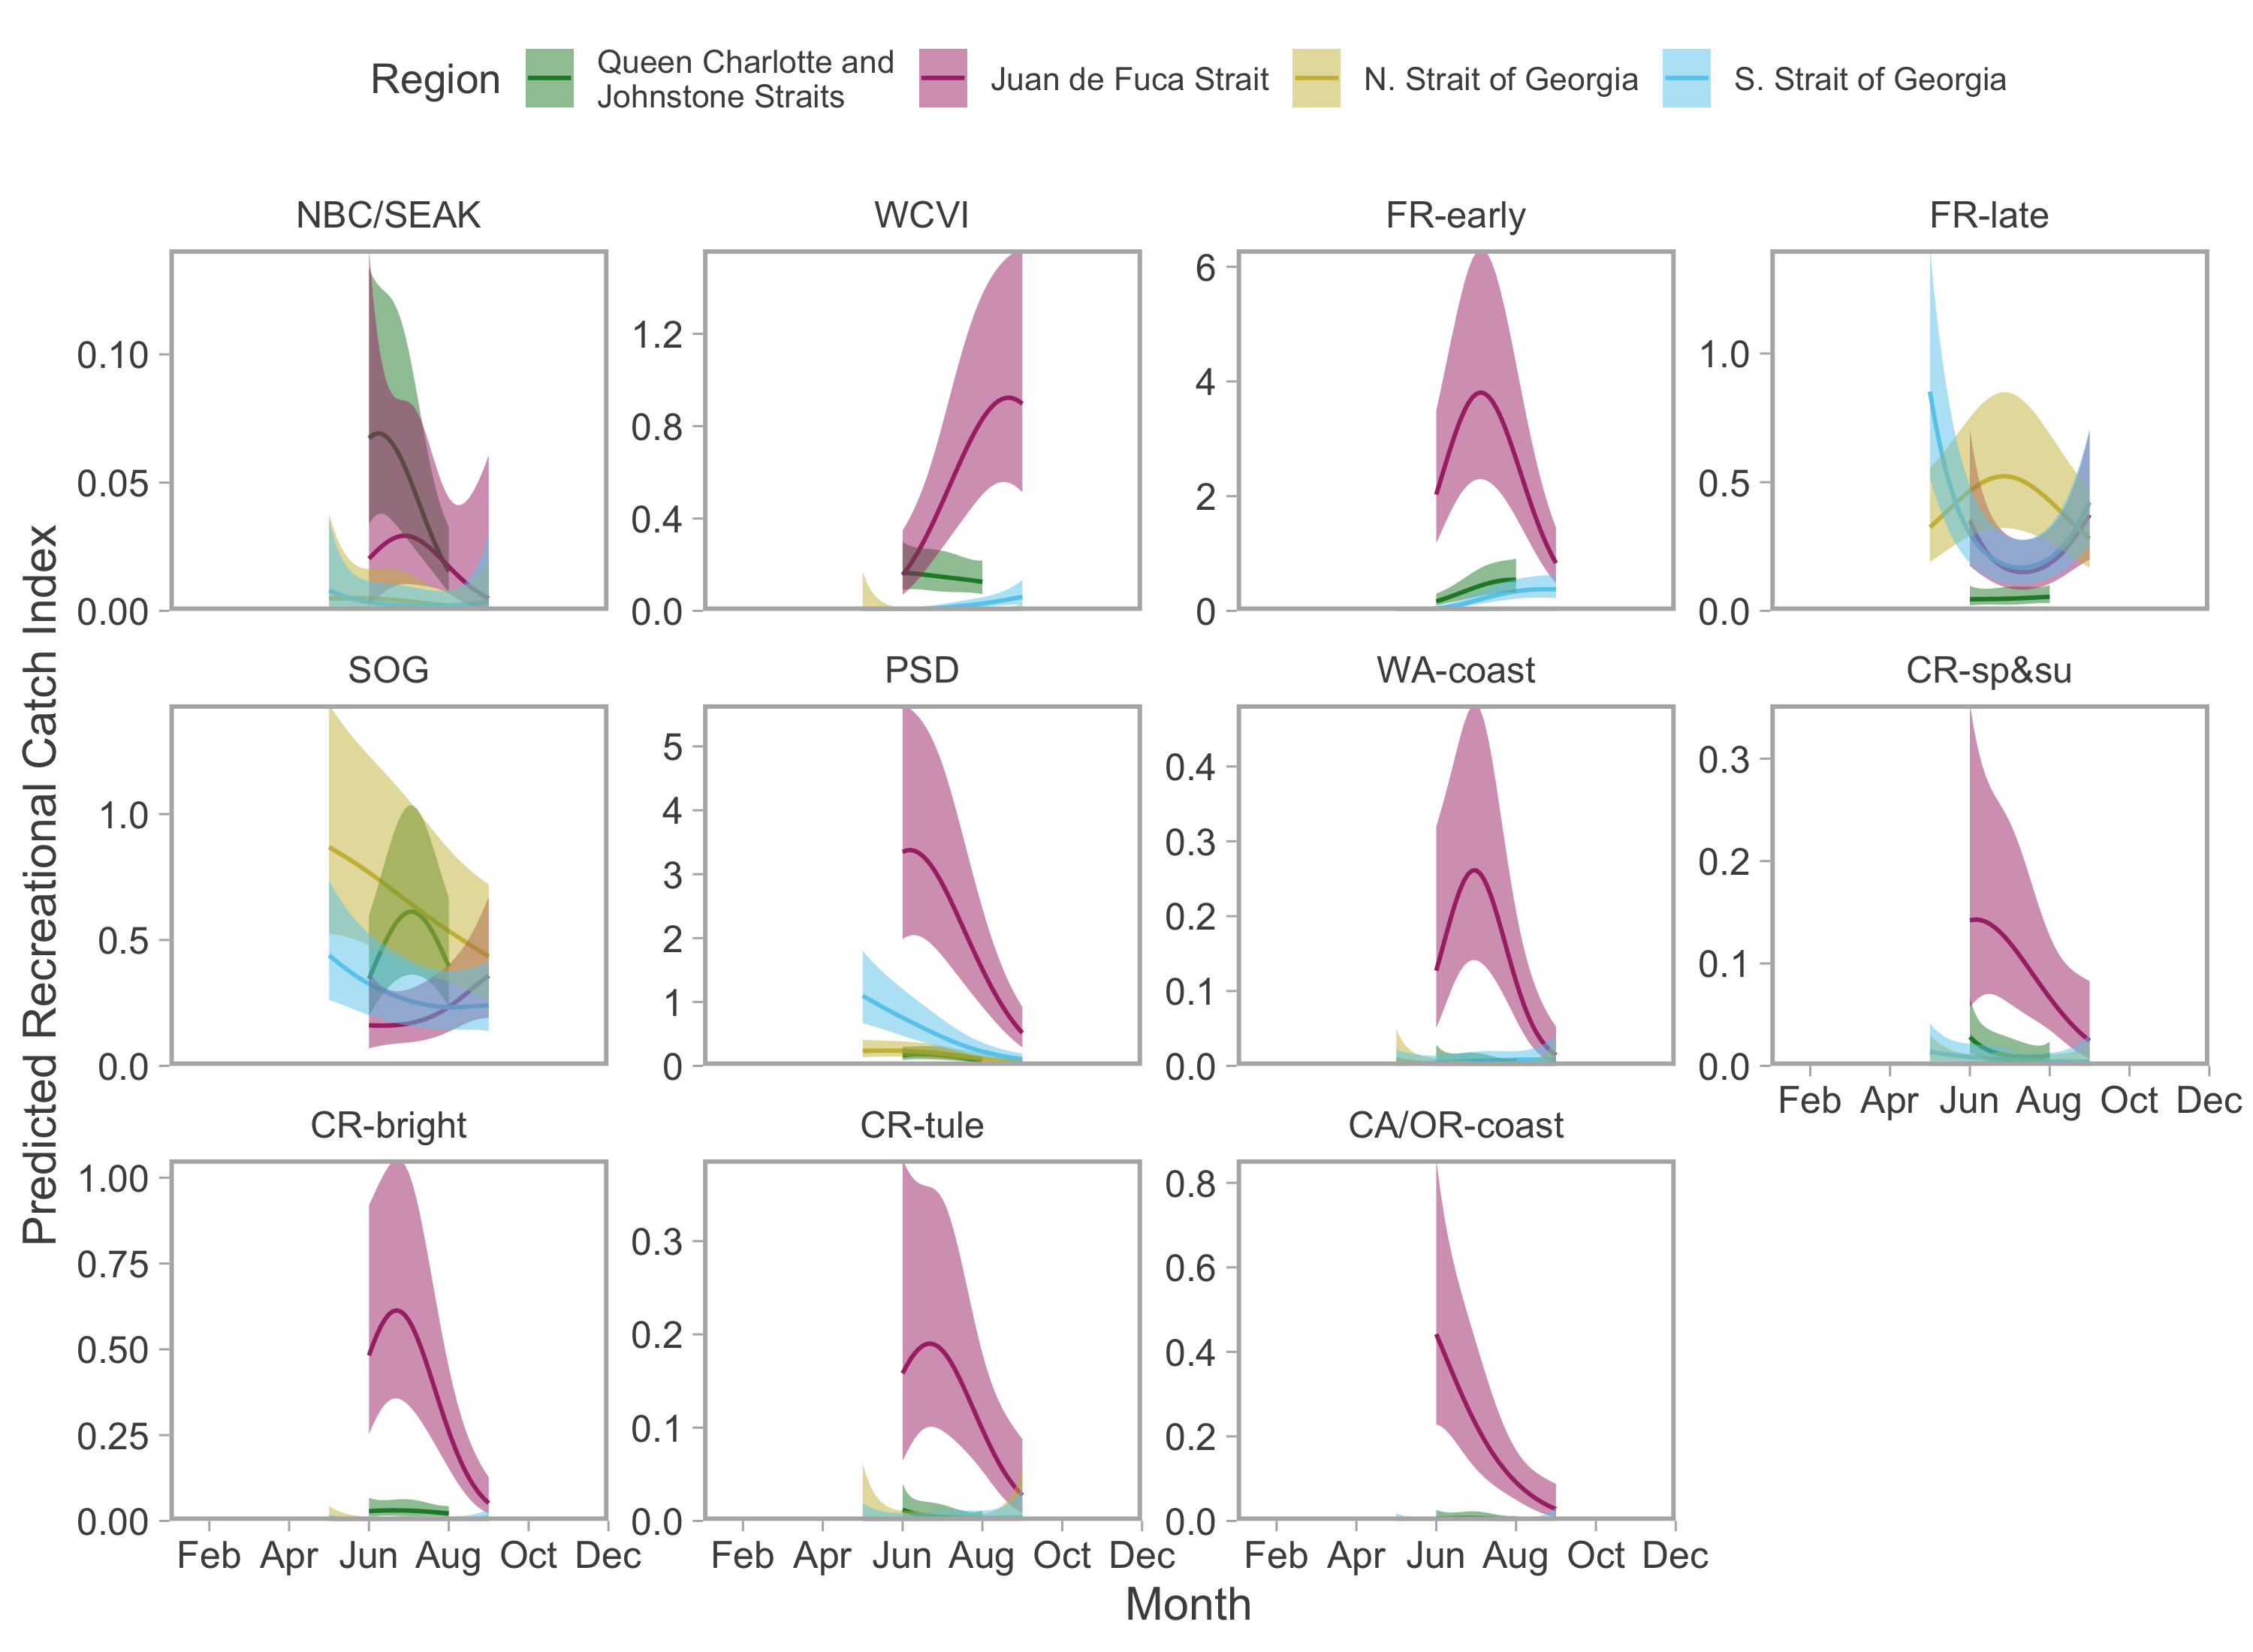 Region
Queen Charlotte and
Johnstone Straits
Juan de Fuca Strait
N. Strait of Georgia
S. Strait of Georgia
Predicted Recreational Catch Index
NBC/SEAK
WCVI
FR-early
FR-late
0.10
0.05
0.00
1.2
0.8
0.4
0.0
6
4
2
0
1.0
0.5
0.0
SOG
PSD
WA-coast
CR-sp&su
1.0
0.5
0.0
5
4
3
2
1
0
0.4
0.3
0.2
0.1
0.0
0.3
0.2
0.1
0.0
Feb Apr Jun Aug Oct Dec
CR-bright
CR-tule
CA/OR-coast
1.00
0.75
0.50
0.25
0.00
0.3
0.2
0.1
0.0
0.8
0.6
0.4
0.2
0.0
Feb Apr Jun Aug Oct Dec
Feb Apr Jun Aug Oct Dec
Feb Apr Jun Aug Oct Dec
Month